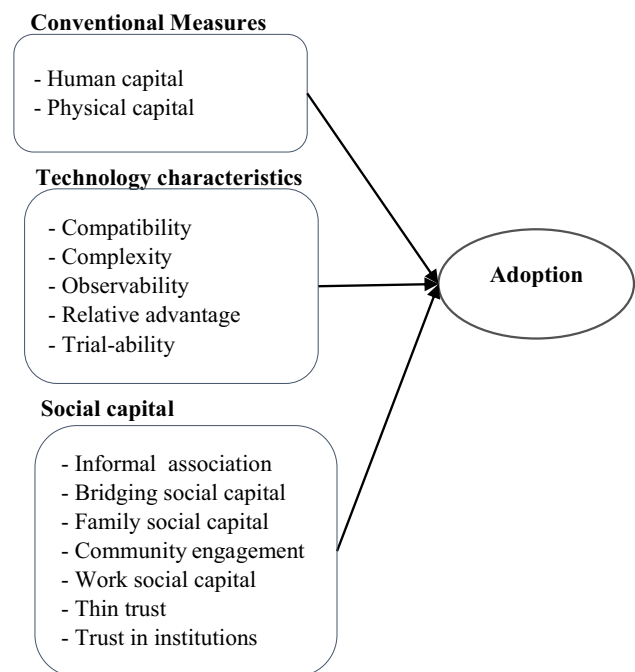 Conventional Measures
- Human capital
- Physical capital
Technology characteristics
- Compatibility
- Complexity
- Observability
- Relative advantage
- Trial-ability
Adoption
Social capital
- Informal association
- Bridging social capital
- Family social capital
- Community engagement
- Work social capital
- Thin trust
- Trust in institutions